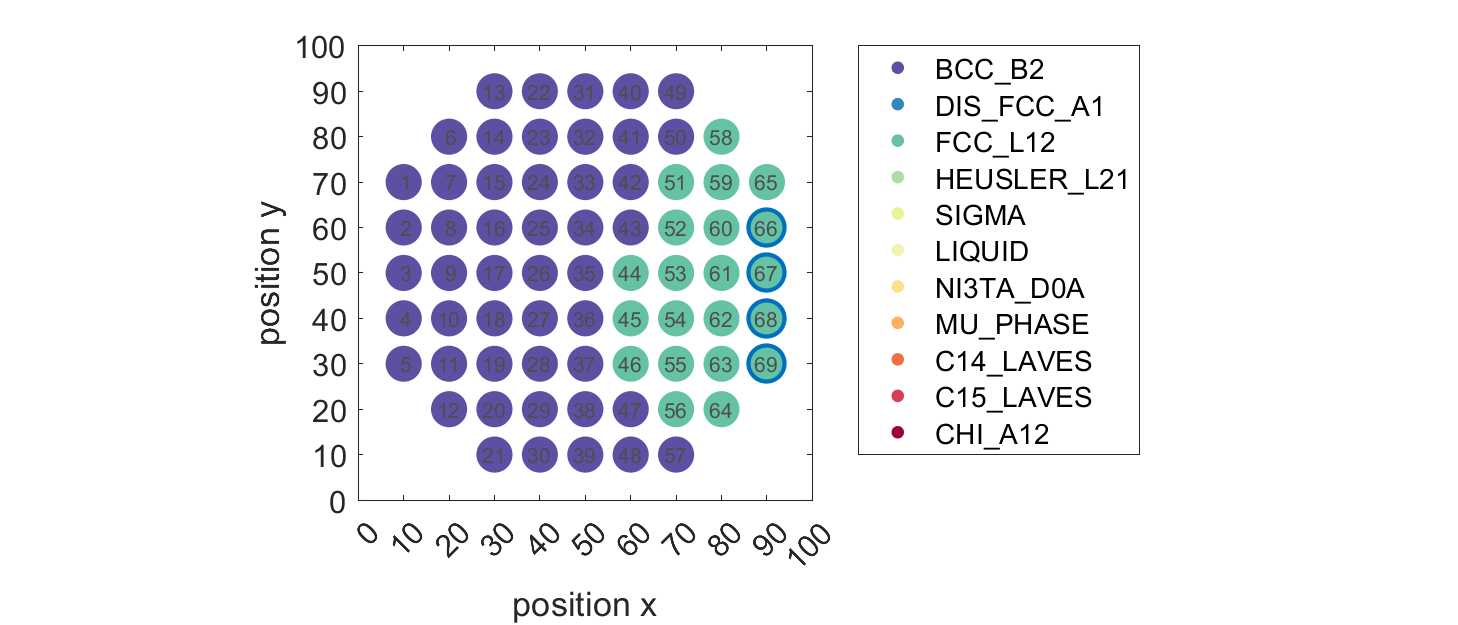 100
90
80
70
60
50
40
30
20
10
0
position y
13 22 31 40 49
6 14 23 32 41 50 58
1 7 15 24 33 42 51 59 65
2 8 16 25 34 43 52 60 66
3 9 17 26 35 44 53 61 67
4 10 18 27 36 45 54 62 68
5 11 19 28 37 46 55 63 69
12 20 29 38 47 56 64
21 30 39 48 57
0 10 20 30 40 50 60 70 80 90 100
position x
BCC_B2
DIS_FCC_A1
FCC_L12
HEUSLER_L21
SIGMA
LIQUID
NI3TA_D0A
MU_PHASE
C14_LAVES
C15_LAVES
CHI_A12